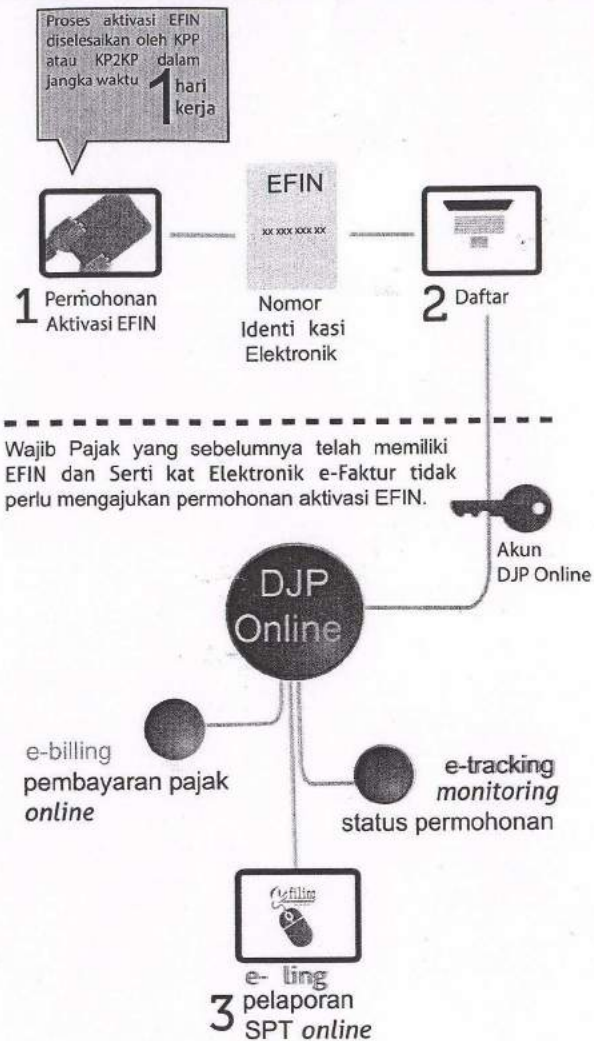 Proses aktivasi EFIN
diselesaikan oleh KPP
atau KP2KP dalam
jangka waktu 1 hari
kerja
EFIN
xx xxx xxx xx
1 Permohonan
Aktivasi EFIN
Nomor
Identi kasi
Elektronik
2 Daftar
Wajib Pajak yang sebelumnya telah memiliki
EFIN dan Serti kat Elektronik e-Faktur tidak
perlu mengajukan permohonan aktivasi EFIN.
Akun
DJP Online
DJP
Online
e-billing
pembayaran pajak
online
e-tracking
monitoring
status permohonan
e-filing
e- ling
3 pelaporan
SPT online